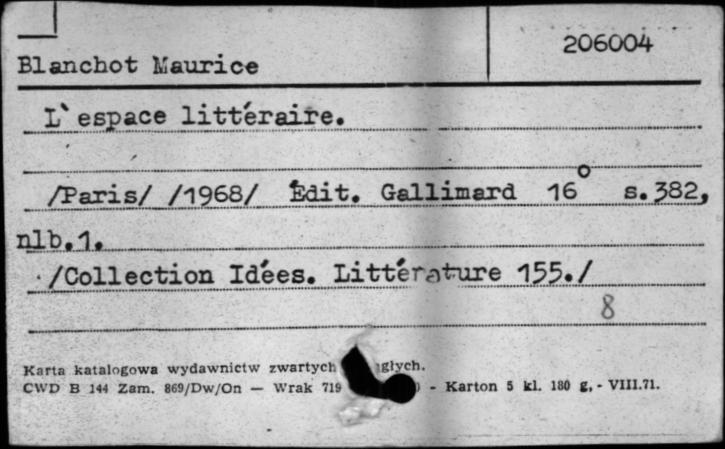 206004
Blanchot Maurice
L`espace littéraire.
/Paris/ /1968/ Édit. Gallimard 16° s.382,
nlb.1.
/Collection Idées. Littérature 155./
8
Karta katalogowa wydawnictw zwartych
CWD B 144 Zam. 869/Dw/On — Wrak 719 - Karton 5 kl. 180 g, - VIII.71.